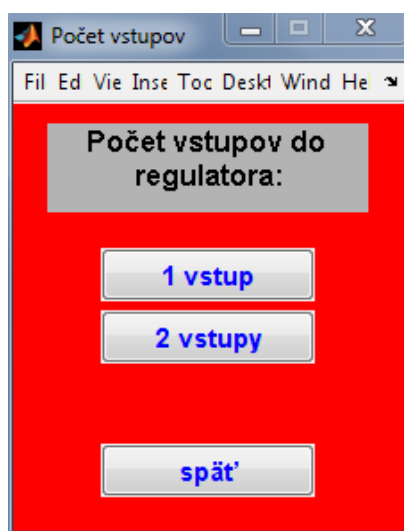 Počet vstupov
Fil Ed Vie Inse Toc Deskt Wind He
Počet vstupov do
regulatora:
1 vstup
2 vstupy
späť